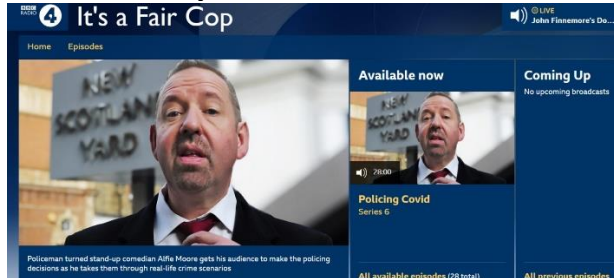 BBC RADIO 4 It's a Fair Cop
LIVE
John Finnemore's Do...
Home Episodes
NEW
SCOTLAND
YARD
Policeman turned stand-up comedian Alfie Moore gets his audience to make the policing
decisions as he takes them through real-life crime scenarios
Available now
NEW
SCOTLAND
YARD
28:00
Policing Covid
Series 6
All available episodes (28 total)
Coming Up
No upcoming broadcasts
All previous episodes